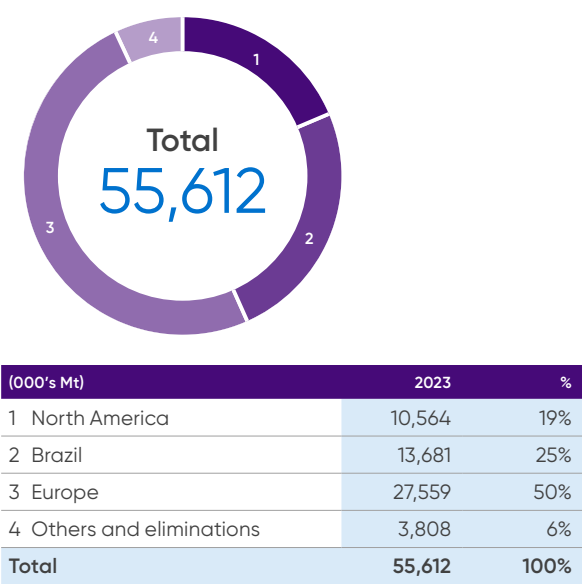 4
1
Total
55,612
3
2
(000's Mt) 2023 %
1 North America 10,564 19%
2 Brazil 13,681 25%
3 Europe 27,559 50%
4 Others and eliminations 3,808 6%
Total 55,612 100%